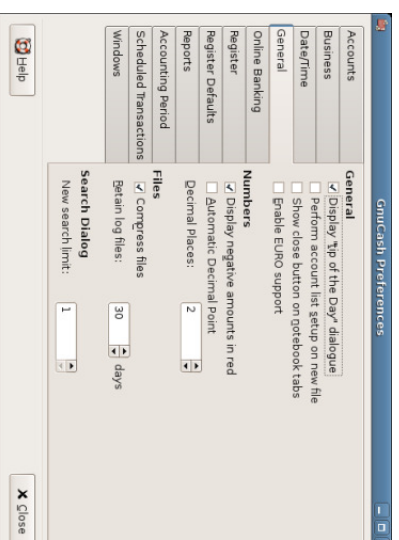 GnuCash Preferences
Accounts
Business
Date/Time
General
Online Banking
Register
Register Defaults
Reports
Accounting Period
Scheduled Transactions
Windows
General
Display "tip of the Day" dialogue
Perform account list setup on new file
Show close button on notebook tabs
Enable EURO support
Numbers
Display negative amounts in red
Automatic Decimal Point
Decimal Places: 2
Files
Compress files
Retain log files: 30 days
Search Dialog
New search limit: 1
Help
Close